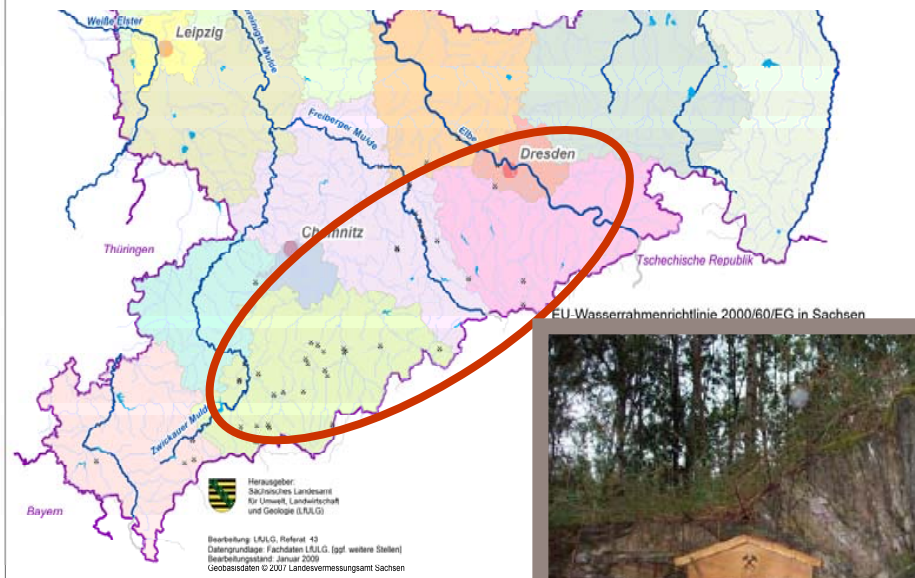 Weiße Elster
Leipzig
Mulde
Freiberger Mulde
Elbe
Dresden
Chemnitz
Thüringen
Tschechische Republik
EU-Wasserrahmenrichtlinie 2000/60/EG in Sachsen
Zwickauer Mulde
Bayern
Herausgeber:
Sächsisches Landesamt
für Umwelt, Landwirtschaft
und Geologie (LfULG)
Bearbeitung: LfULG, Referat 43
Datengrundlage: Fachdaten LfULG, [ggf. weitere Stellen]
Bearbeitungsstand: Januar 2009
Geobasisdaten © 2007 Landesvermessungsamt Sachsen